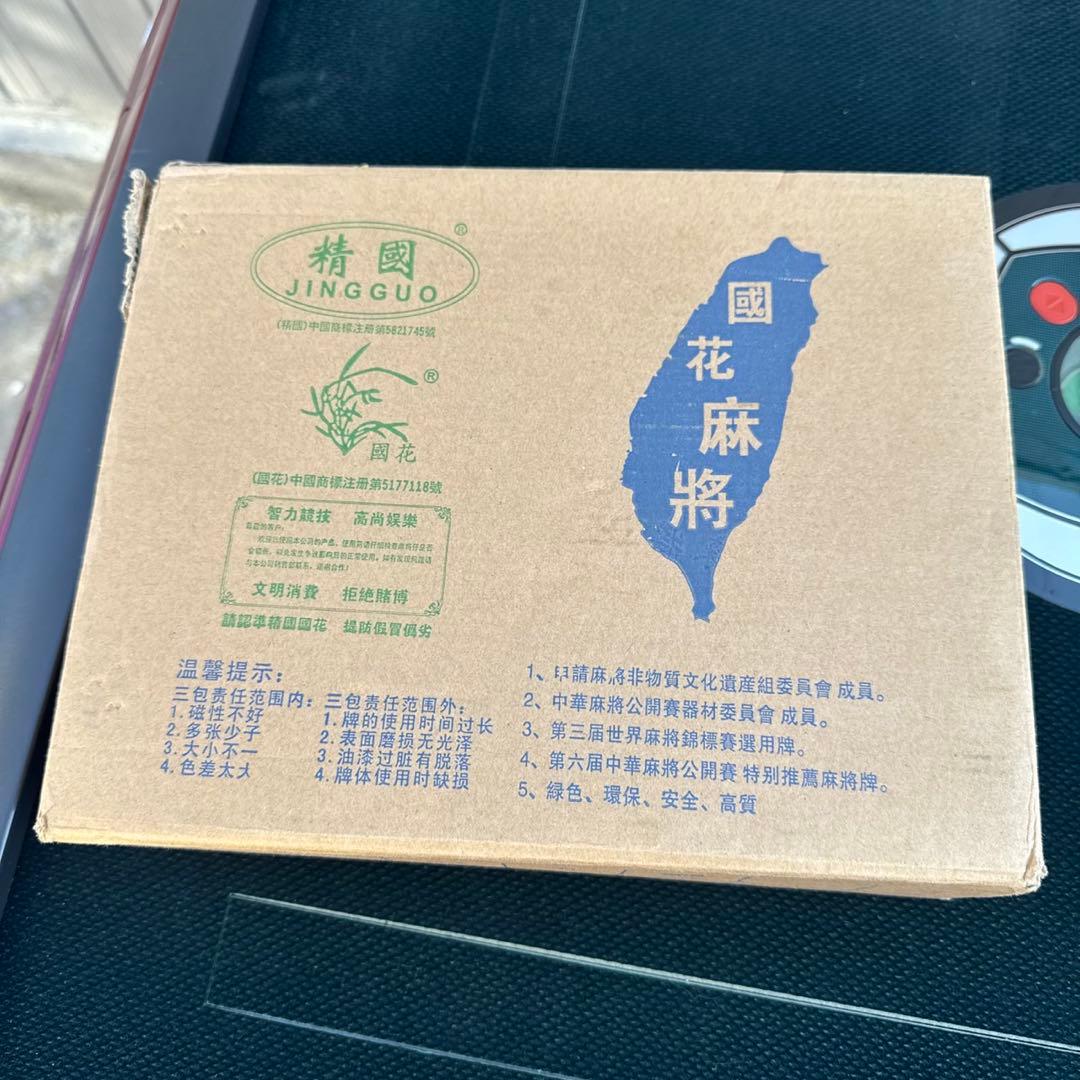 精國®
JINGGUO
(精國)中國商標注册第5821745號
®
國花
(國花)中國商標注册第5177118號
智力競技 高尚娱樂
文明消費 拒绝賭博
請認準精國國花 提防假冒僞劣
國花麻將
温馨提示：
三包责任范围内：
1.磁性不好
2.多张少子
3.大小不一
4.色差太大
三包责任范围外：
1.牌的使用时间过长
2.表面磨损无光泽
3.油漆过脏有脱落
4.牌体使用时缺损
1、申請麻將非物質文化遺産組委員會成員。
2、中華麻將公開賽器材委員會成員。
3、第三届世界麻將錦標賽選用牌。
4、第六届中華麻將公開賽 特别推薦麻將牌。
5、緑色、環保、安全、高質